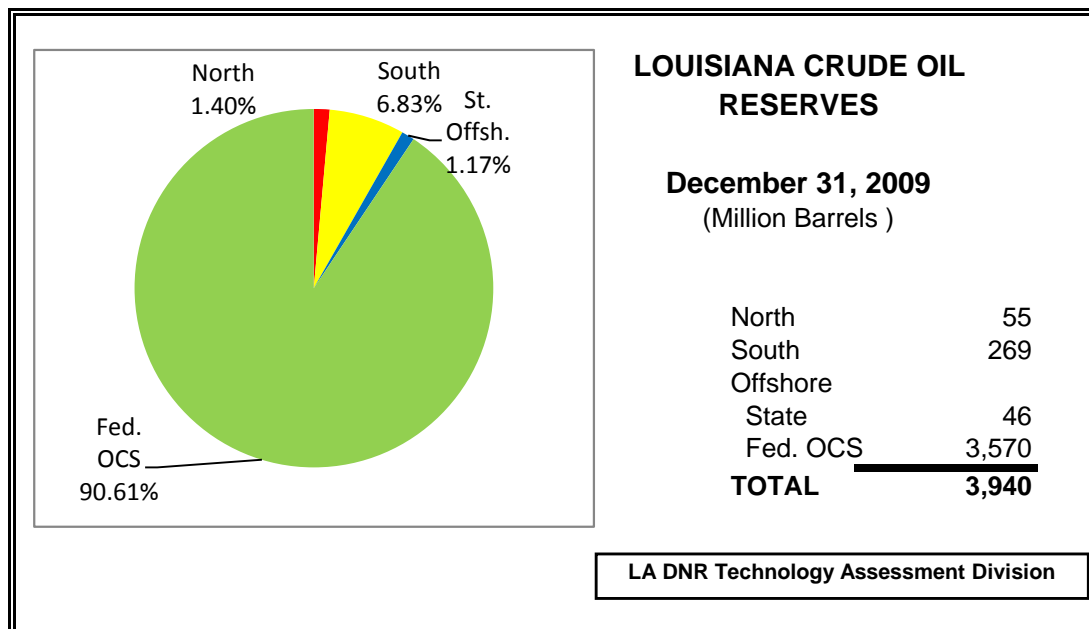 North
1.40%
South
6.83%
St.
Offsh.
1.17%
Fed.
OCS
90.61%
LOUISIANA CRUDE OIL
RESERVES
December 31, 2009
(Million Barrels )
North 55
South 269
Offshore
State 46
Fed. OCS 3,570
TOTAL 3,940
LA DNR Technology Assessment Division